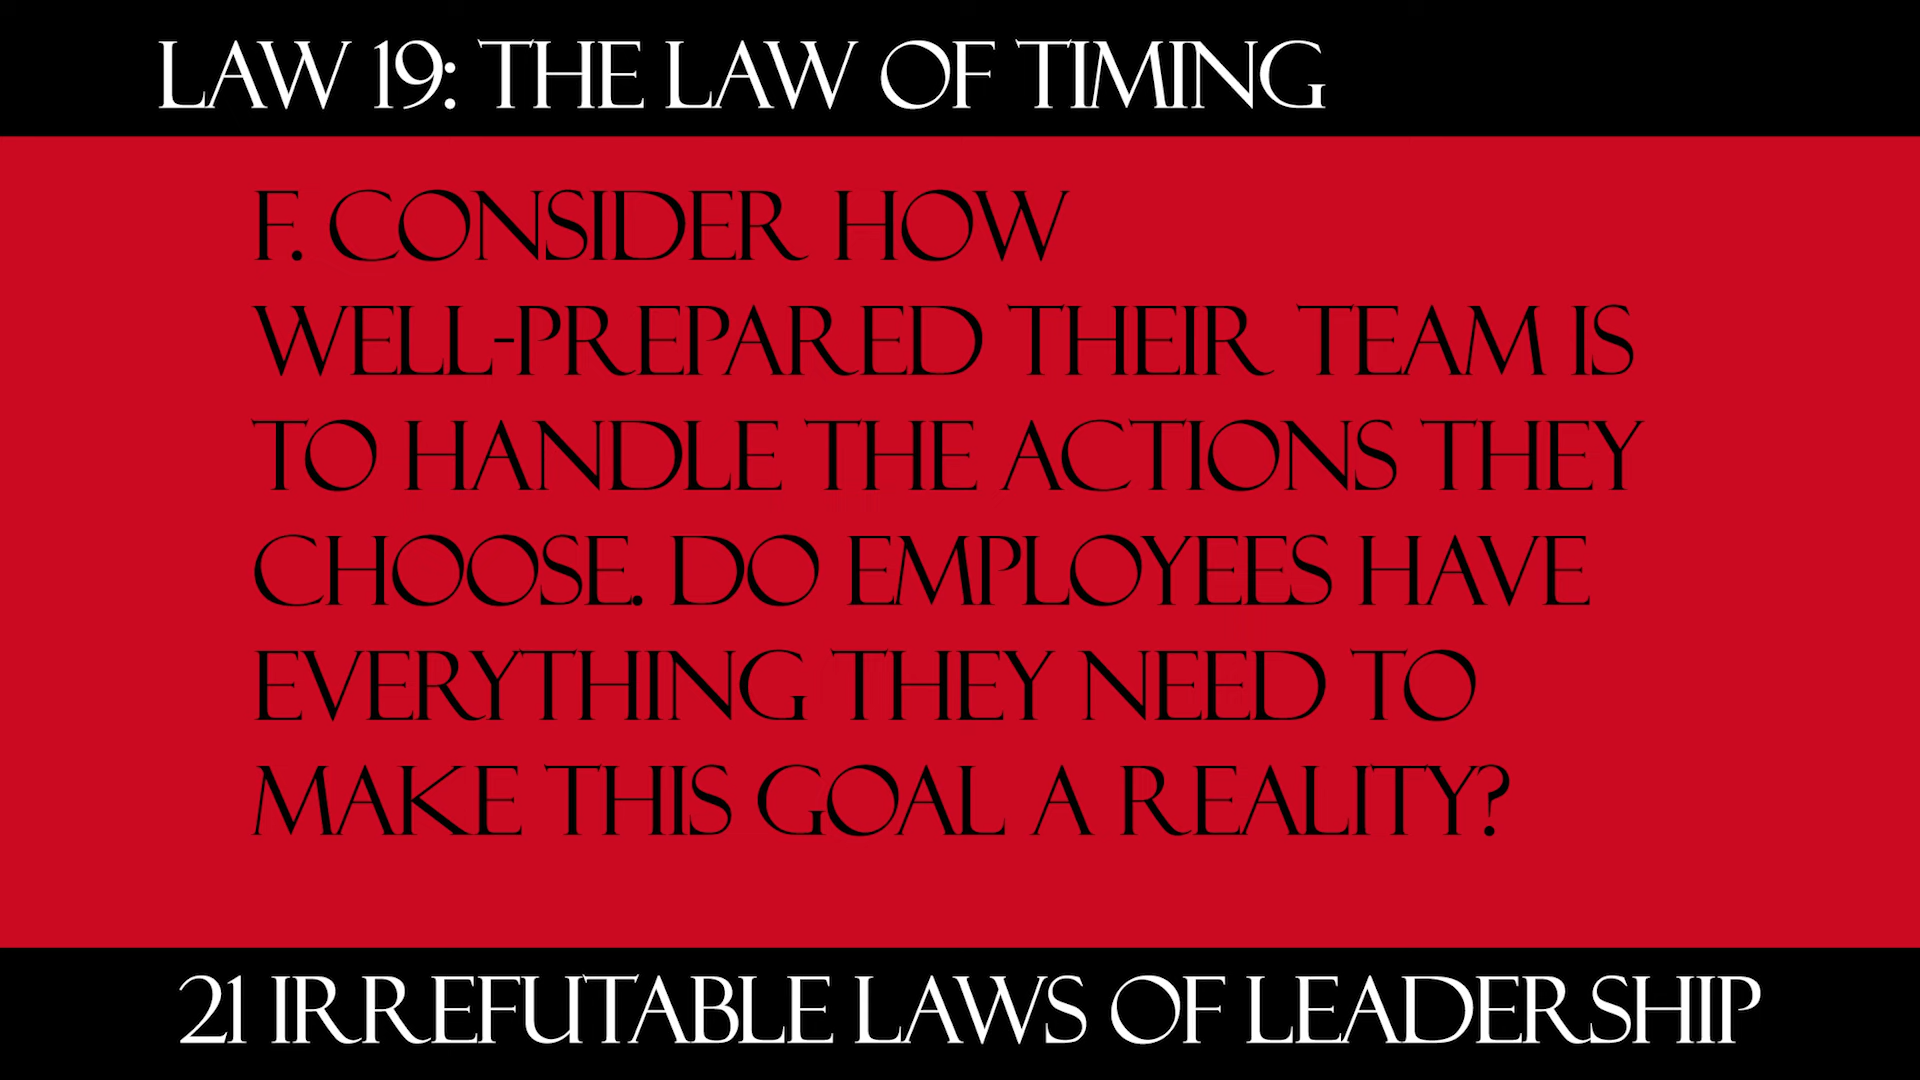 LAW 19: THE LAW OF TIMING
F. CONSIDER HOW
WELL-PREPARED THEIR TEAM IS
TO HANDLE THE ACTIONS THEY
CHOOSE. DO EMPLOYEES HAVE
EVERYTHING THEY NEED TO
MAKE THIS GOAL A REALITY?
21 IRREFUTABLE LAWS OF LEADERSHIP